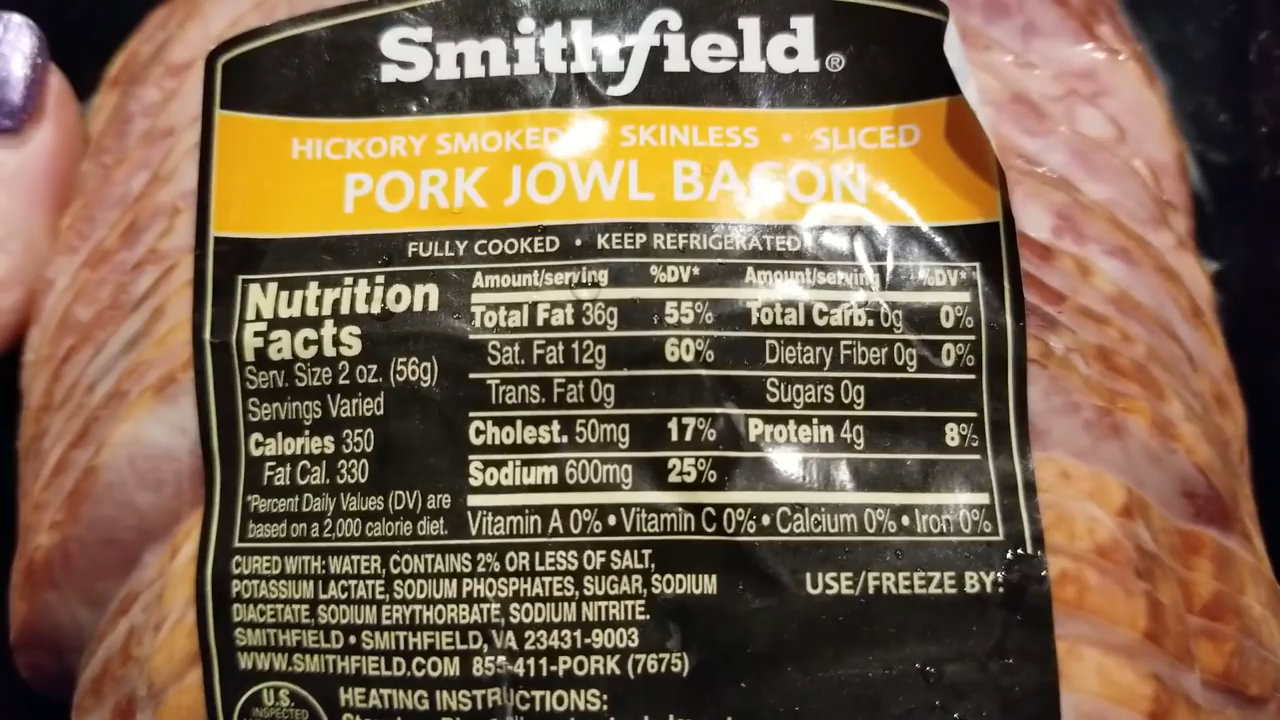 Smithfield®
HICKORY SMOKED SKINLESS • SLICED
PORK JOWL BACON
FULLY COOKED • KEEP REFRIGERATED
Nutrition
Facts
Serv. Size 2 oz. (56g)
Servings Varied
Calories 350
Fat Cal. 330
*Percent Daily Values (DV) are
based on a 2,000 calorie diet.
Amount/serving %DV* Amount/serving %DV*
Total Fat 36g 55% Total Carb. 0g 0%
Sat. Fat 12g 60% Dietary Fiber 0g 0%
Trans. Fat 0g Sugars 0g
Cholest. 50mg 17% Protein 4g 8%
Sodium 600mg 25%
Vitamin A 0% • Vitamin C 0% • Calcium 0% • Iron 0%
CURED WITH: WATER, CONTAINS 2% OR LESS OF SALT,
POTASSIUM LACTATE, SODIUM PHOSPHATES, SUGAR, SODIUM
DIACETATE, SODIUM ERYTHORBATE, SODIUM NITRITE.
SMITHFIELD • SMITHFIELD, VA 23431-9003
WWW.SMITHFIELD.COM 855-411-PORK (7675)
USE/FREEZE BY:
U.S.
INSPECTED
HEATING INSTRUCTIONS: